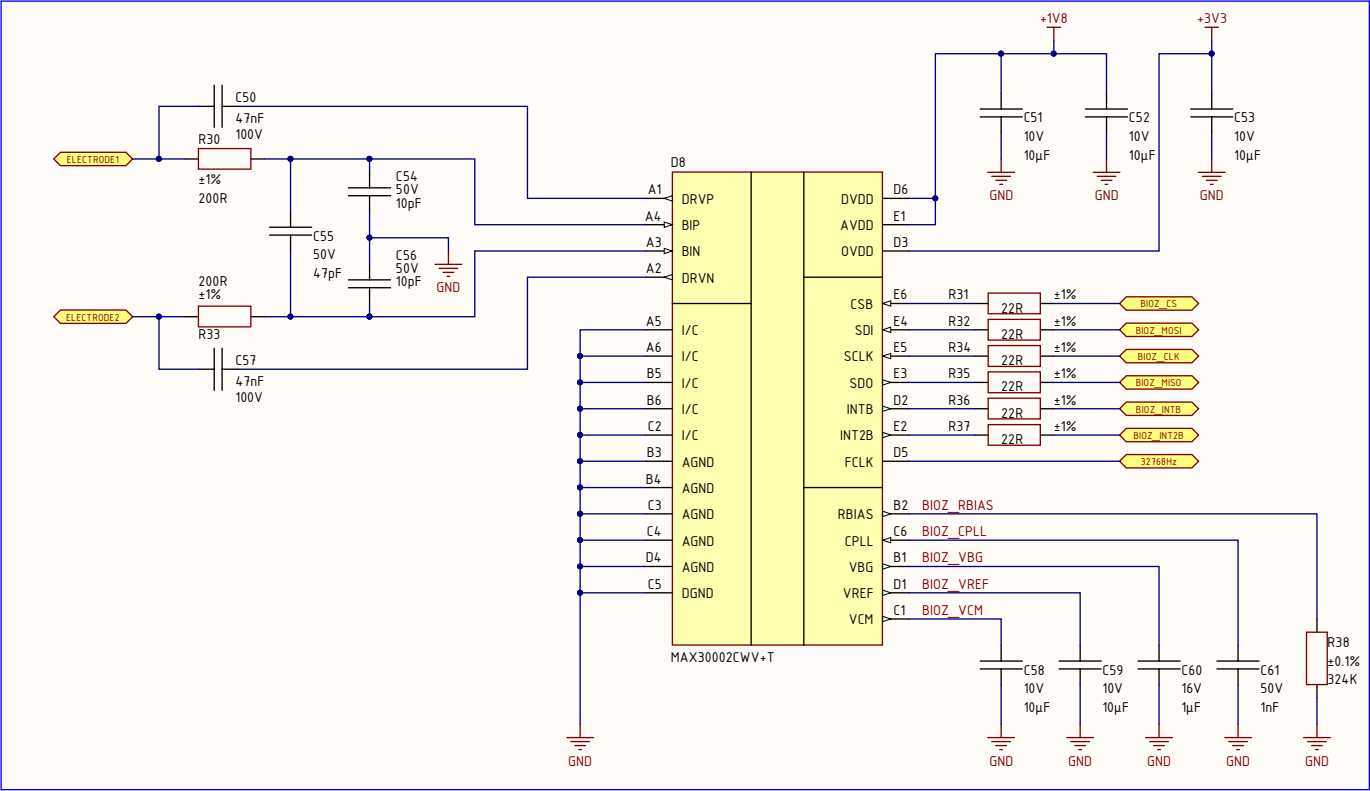 +1V8
+3V3
C50
47nF
100V
R30
±1%
200R
ELECTRODE1
C54
50V
10pF
C55
50V
47pF
C56
50V
10pF
GND
200R
±1%
R33
ELECTRODE2
C57
47nF
100V
C51
10V
10µF
GND
C52
10V
10µF
GND
C53
10V
10µF
GND
D8
A1 DRVP
A4 BIP
A3 BIN
A2 DRVN
A5 I/C
A6 I/C
B5 I/C
B6 I/C
C2 I/C
B3 AGND
B4 AGND
C3 AGND
C4 AGND
D4 AGND
C5 DGND
GND
DVDD D6
AVDD E1
OVDD D3
CSB E6 R31 22R ±1% BIOZ_CS
SDI E4 R32 22R ±1% BIOZ_MOSI
SCLK E5 R34 22R ±1% BIOZ_CLK
SDO E3 R35 22R ±1% BIOZ_MISO
INTB D2 R36 22R ±1% BIOZ_INTB
INT2B E2 R37 22R ±1% BIOZ_INT2B
FCLK D5 32768Hz
RBIAS B2 BIOZ_RBIAS
CPLL C6 BIOZ_CPLL
VBG B1 BIOZ_VBG
VREF D1 BIOZ_VREF
VCM C1 BIOZ_VCM
MAX30002CWV+T
C58
10V
10µF
GND
C59
10V
10µF
GND
C60
16V
1µF
GND
C61
50V
1nF
GND
R38
±0.1%
324K
GND